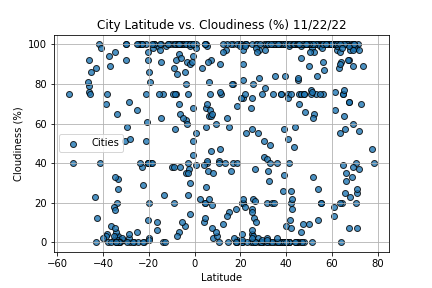 City Latitude vs. Cloudiness (%) 11/22/22
100
80
60
40
20
0
Cloudiness (%)
Cities
−60 −40 −20 0 20 40 60 80
Latitude